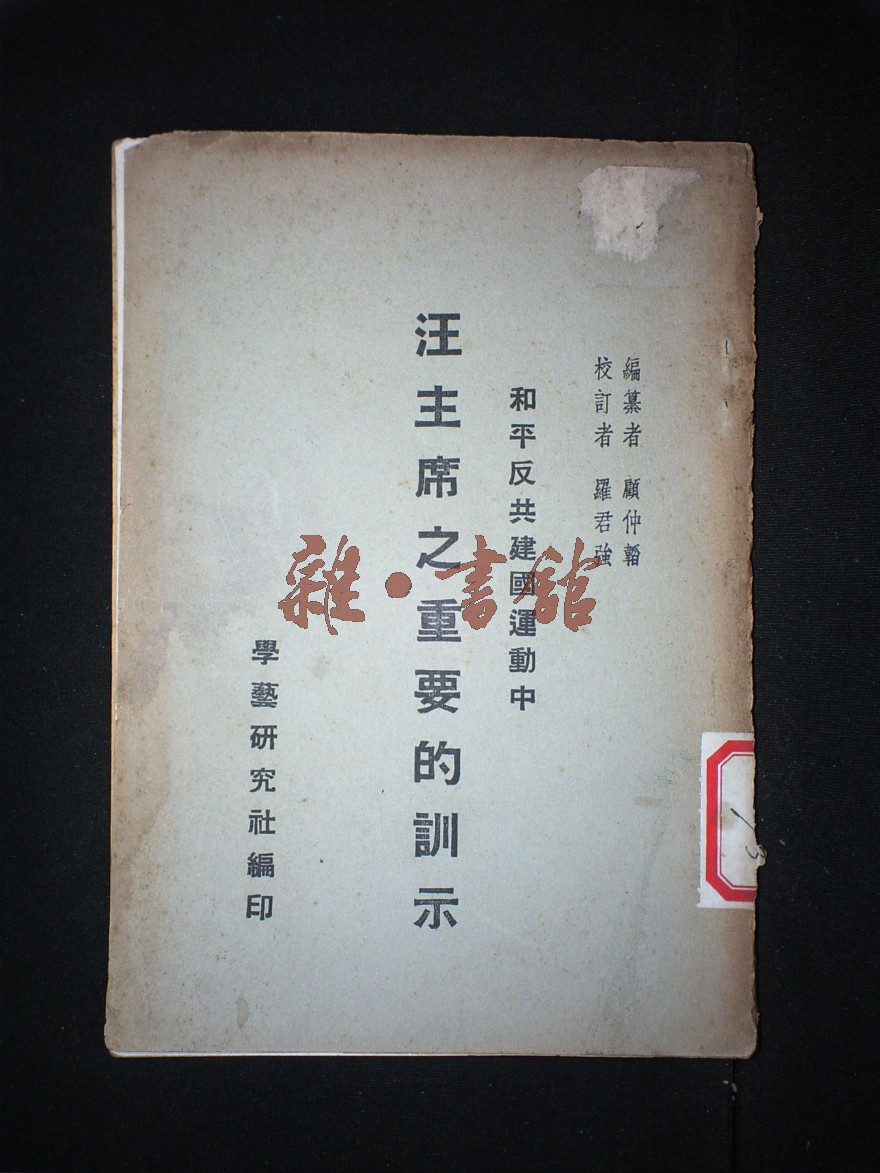 編纂者 顧仲韜
校訂者 羅君強
和平反共建國運動中
汪主席之重要的訓示
學藝研究社編印
雜·書館
13